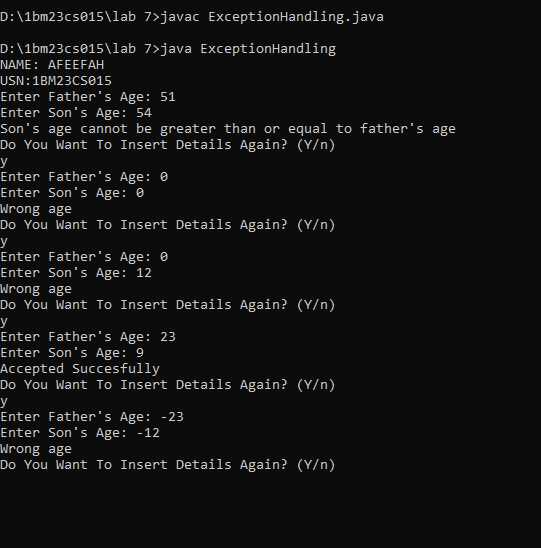 D:\1bm23cs015\lab 7>javac ExceptionHandling.java
D:\1bm23cs015\lab 7>java ExceptionHandling
NAME: AFEEFAH
USN:1BM23CS015
Enter Father's Age: 51
Enter Son's Age: 54
Son's age cannot be greater than or equal to father's age
Do You Want To Insert Details Again? (Y/n)
y
Enter Father's Age: 0
Enter Son's Age: 0
Wrong age
Do You Want To Insert Details Again? (Y/n)
y
Enter Father's Age: 0
Enter Son's Age: 12
Wrong age
Do You Want To Insert Details Again? (Y/n)
y
Enter Father's Age: 23
Enter Son's Age: 9
Accepted Succesfully
Do You Want To Insert Details Again? (Y/n)
y
Enter Father's Age: -23
Enter Son's Age: -12
Wrong age
Do You Want To Insert Details Again? (Y/n)